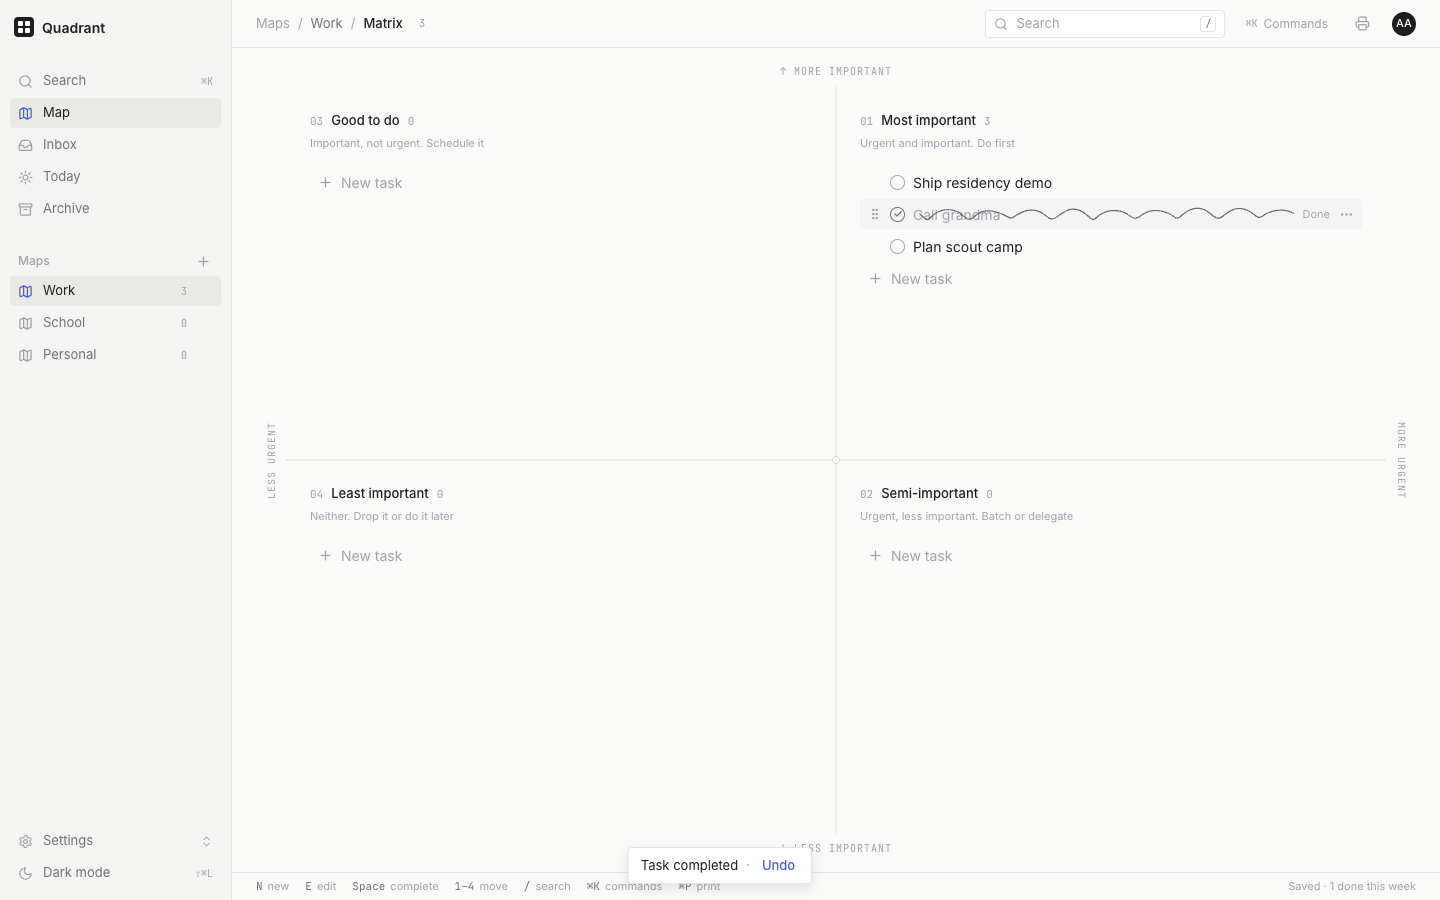 Quadrant
Search ⌘K
Map
Inbox
Today
Archive
Maps
Work 3
School 0
Personal 0
Settings
Dark mode ⇧⌘L
Maps / Work / Matrix 3
Search /
⌘K Commands
AA
↑ MORE IMPORTANT
03 Good to do 0
Important, not urgent. Schedule it
New task
01 Most important 3
Urgent and important. Do first
Ship residency demo
Call grandma Done
Plan scout camp
New task
LESS URGENT
MORE URGENT
04 Least important 0
Neither. Drop it or do it later
New task
02 Semi-important 0
Urgent, less important. Batch or delegate
New task
↓ LESS IMPORTANT
Task completed · Undo
N new E edit Space complete 1–4 move / search ⌘K commands ⌘P print
Saved · 1 done this week